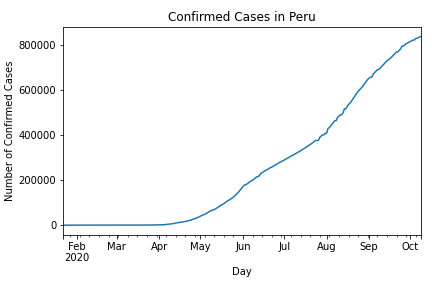 Confirmed Cases in Peru
Number of Confirmed Cases
800000
600000
400000
200000
0
Feb Mar Apr May Jun Jul Aug Sep Oct
2020
Day